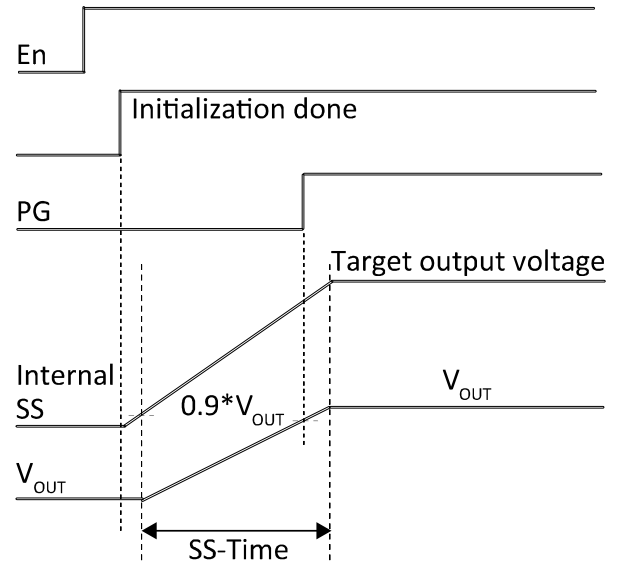 En
Initialization done
PG
Target output voltage
Internal
SS
0.9*VOUT
VOUT
VOUT
SS-Time